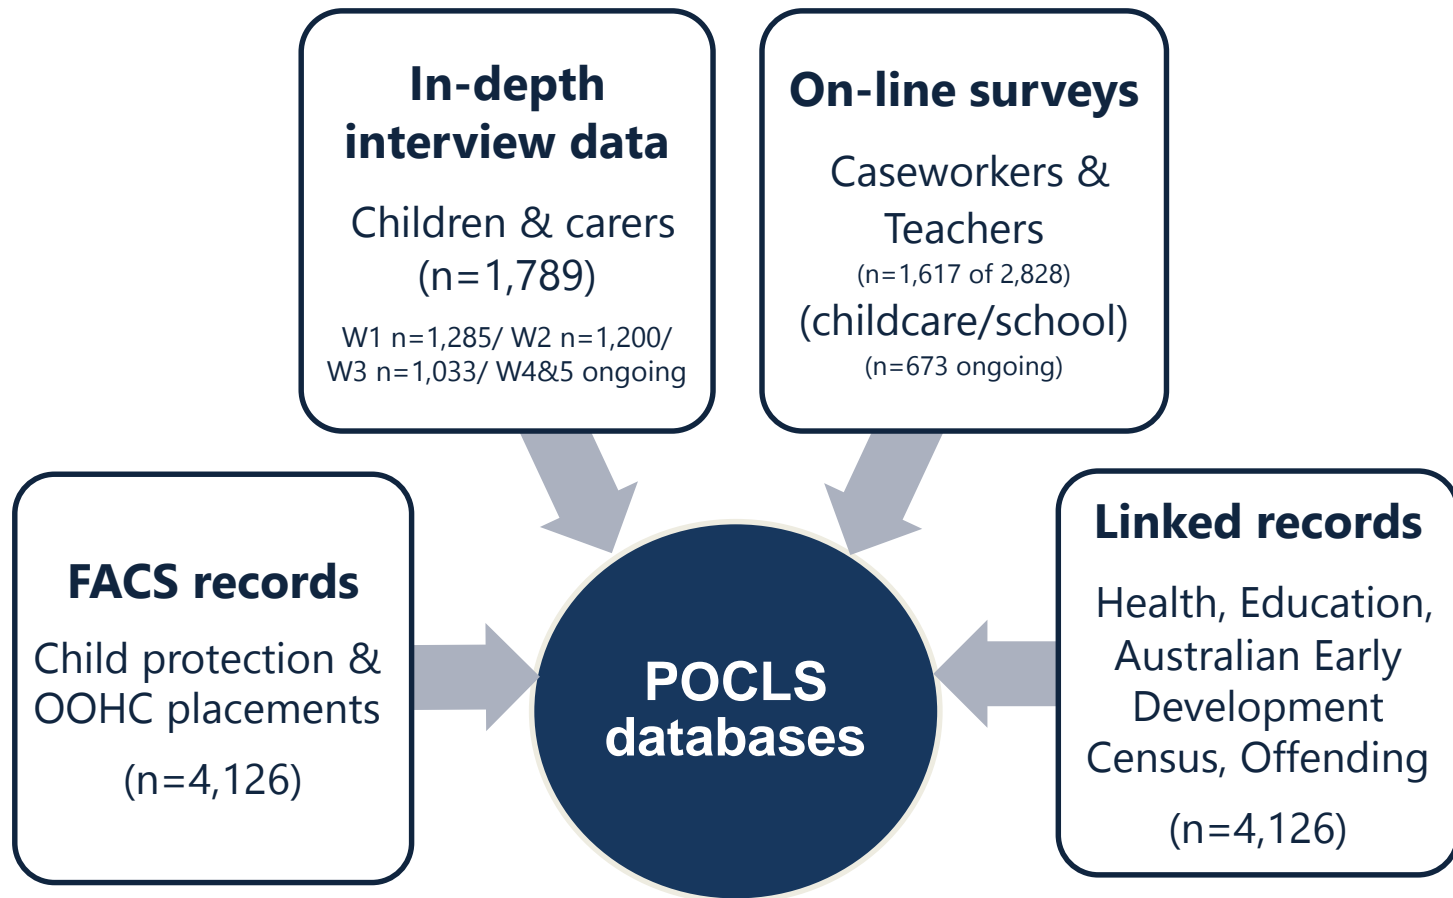 In-depth
interview data
Children & carers
(n=1,789)
W1 n=1,285/ W2 n=1,200/
W3 n=1,033/ W4&5 ongoing
On-line surveys
Caseworkers &
Teachers
(n=1,617 of 2,828)
(childcare/school)
(n=673 ongoing)
FACS records
Child protection &
OOHC placements
(n=4,126)
POCLS
databases
Linked records
Health, Education,
Australian Early
Development
Census, Offending
(n=4,126)